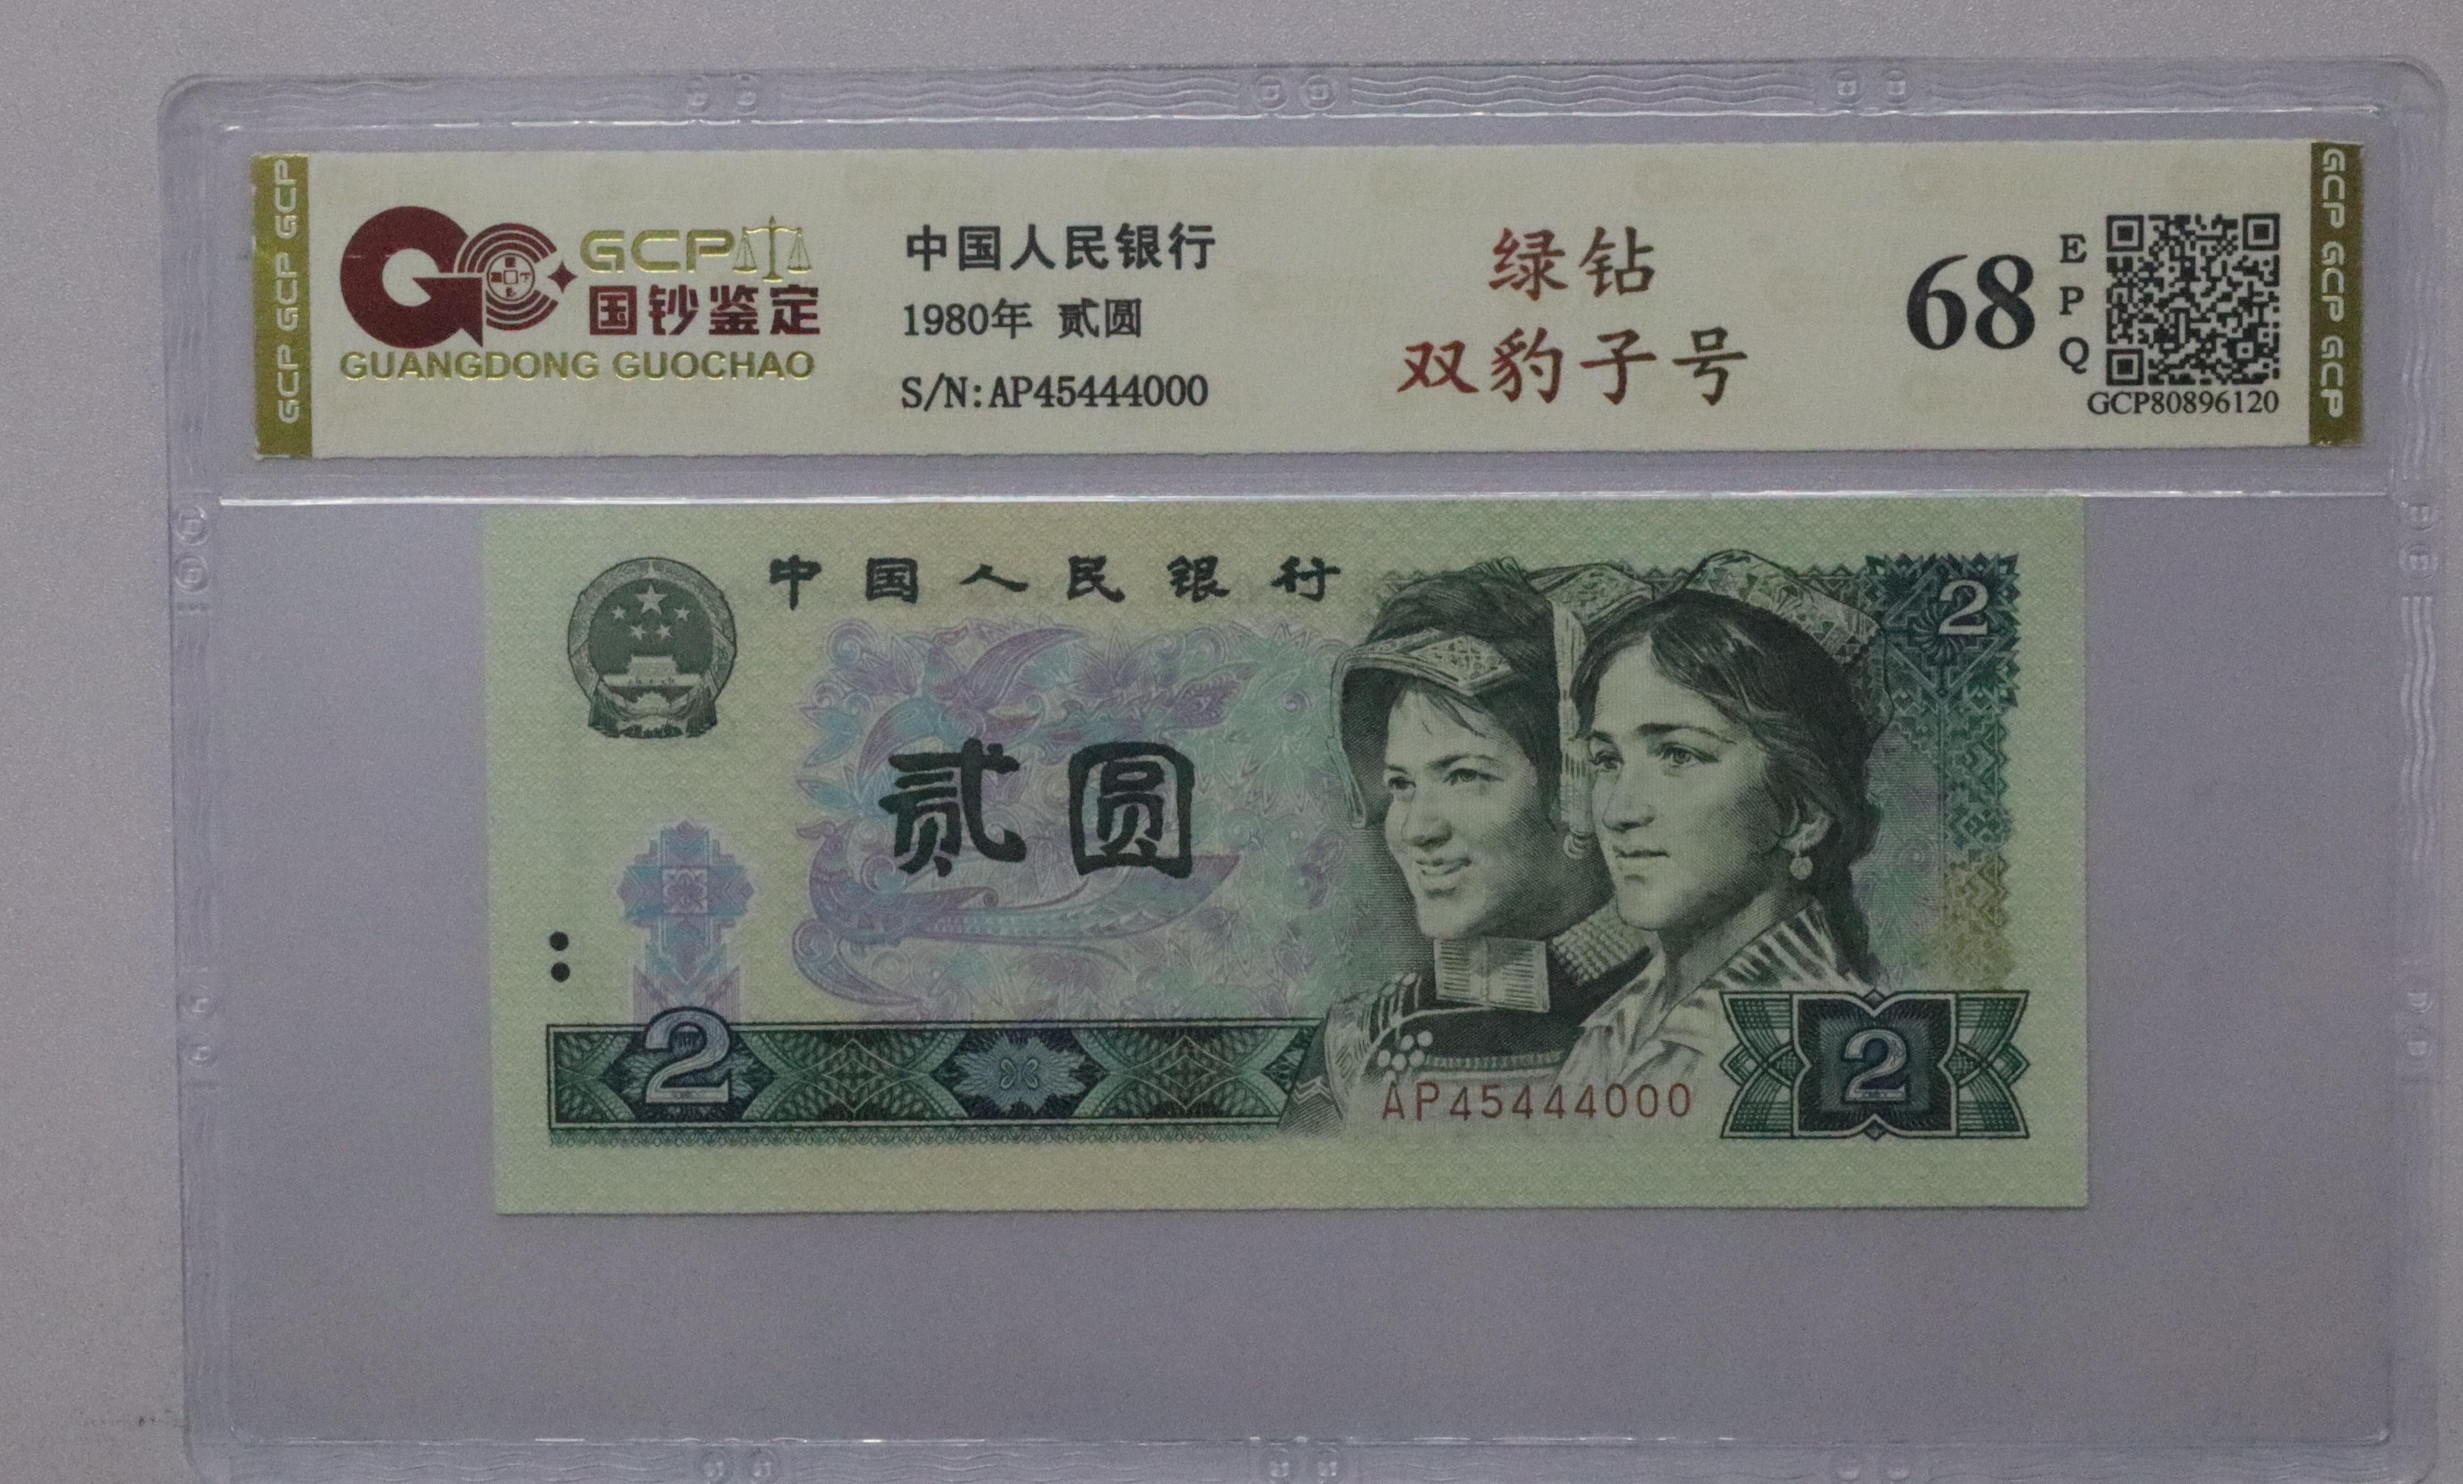 GCP GCP GCP
GCP
国钞鉴定
GUANGDONG GUOCHAO
中国人民银行
1980年 贰圆
S/N:AP45444000
绿钻
双豹子号
68
E
P
Q
GCP80896120
GCP GCP GCP
中国人民银行
2
贰圆
2
AP45444000
2